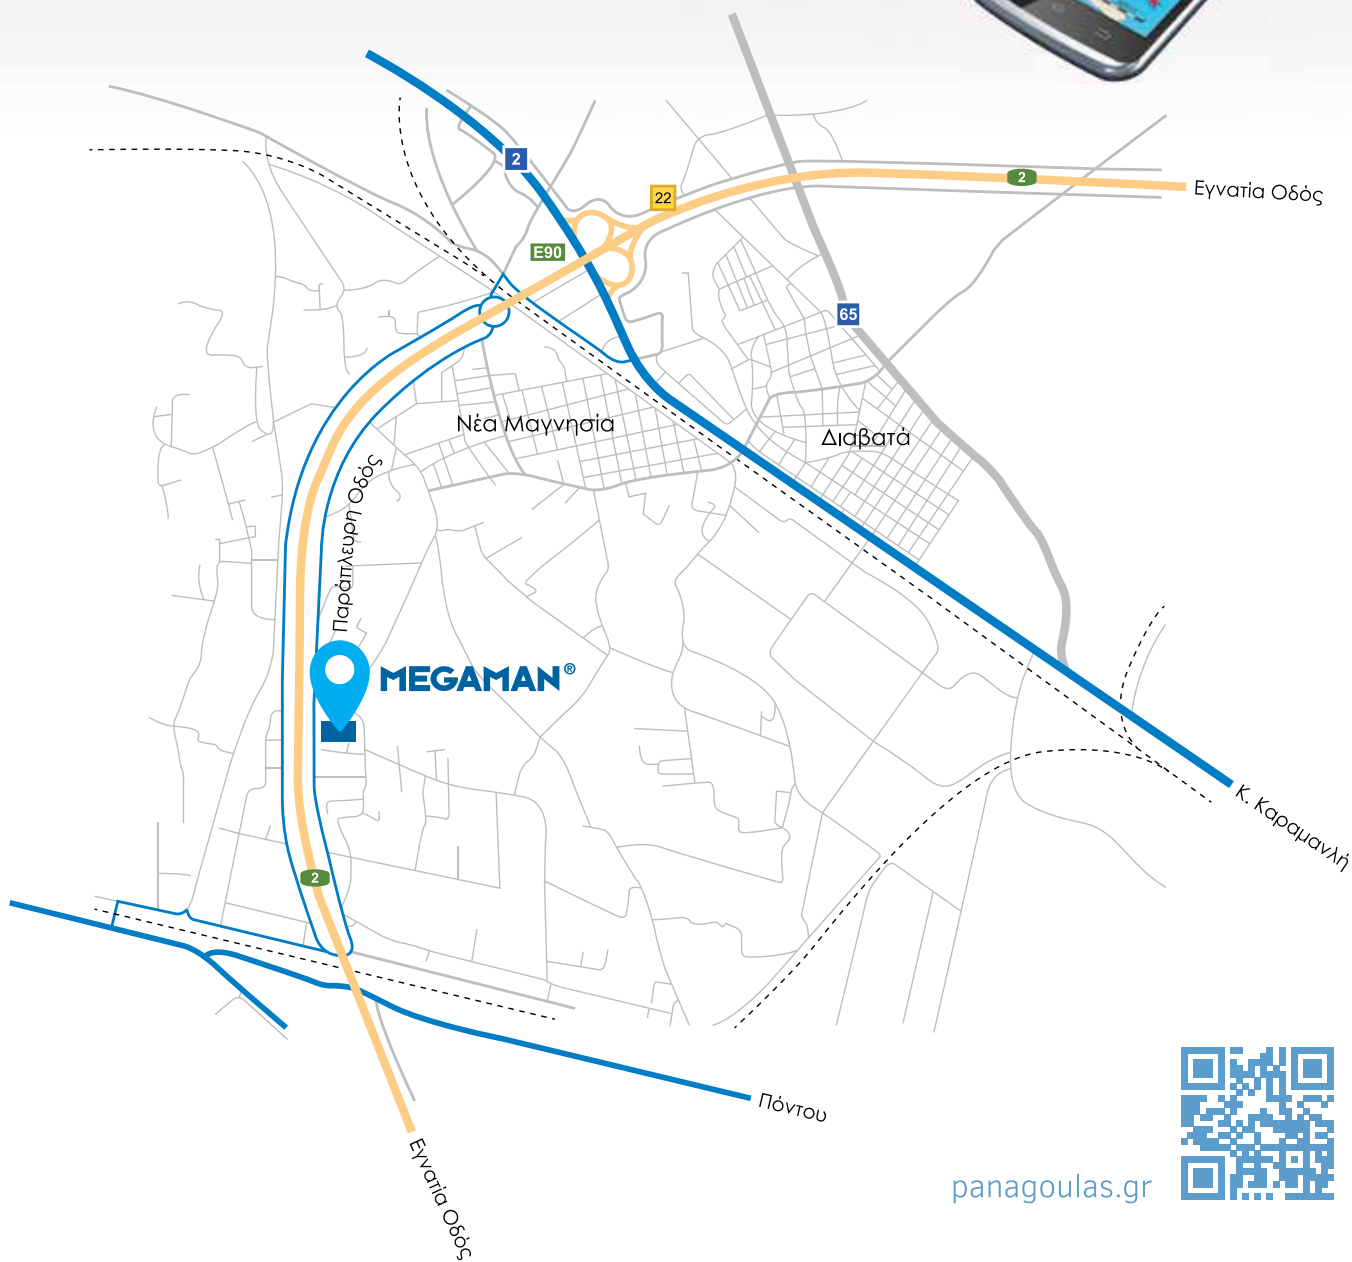 2
22
2
Εγνατία Οδός
E90
65
Νέα Μαγνησία
Διαβατά
Παράπλευρη Οδός
MEGAMAN®
Κ. Καραμανλή
2
Πόντου
Εγνατία Οδός
panagoulas.gr